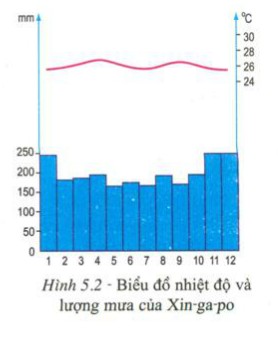 mm
°C
30
28
26
24
250
200
150
100
50
0
1 2 3 4 5 6 7 8 9 10 11 12
Hình 5.2 - Biểu đồ nhiệt độ và
lượng mưa của Xin-ga-po